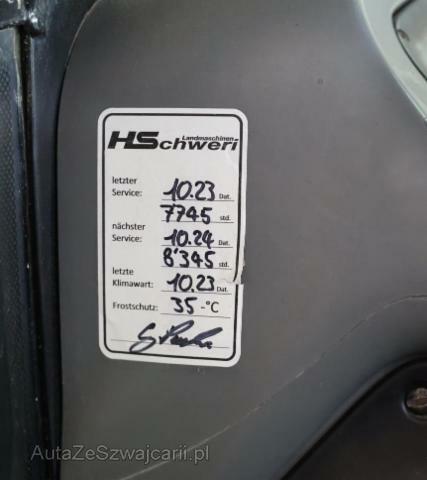 Landmaschinen
HSchweri
letzter
Service: 10.23 Dat.
7745 std.
nächster
Service: 10.24 Dat.
8'345 std.
letzte
Klimawart: 10.23 Dat.
Frostschutz: 35 -°C
AutaZeSzwajcarii.pl